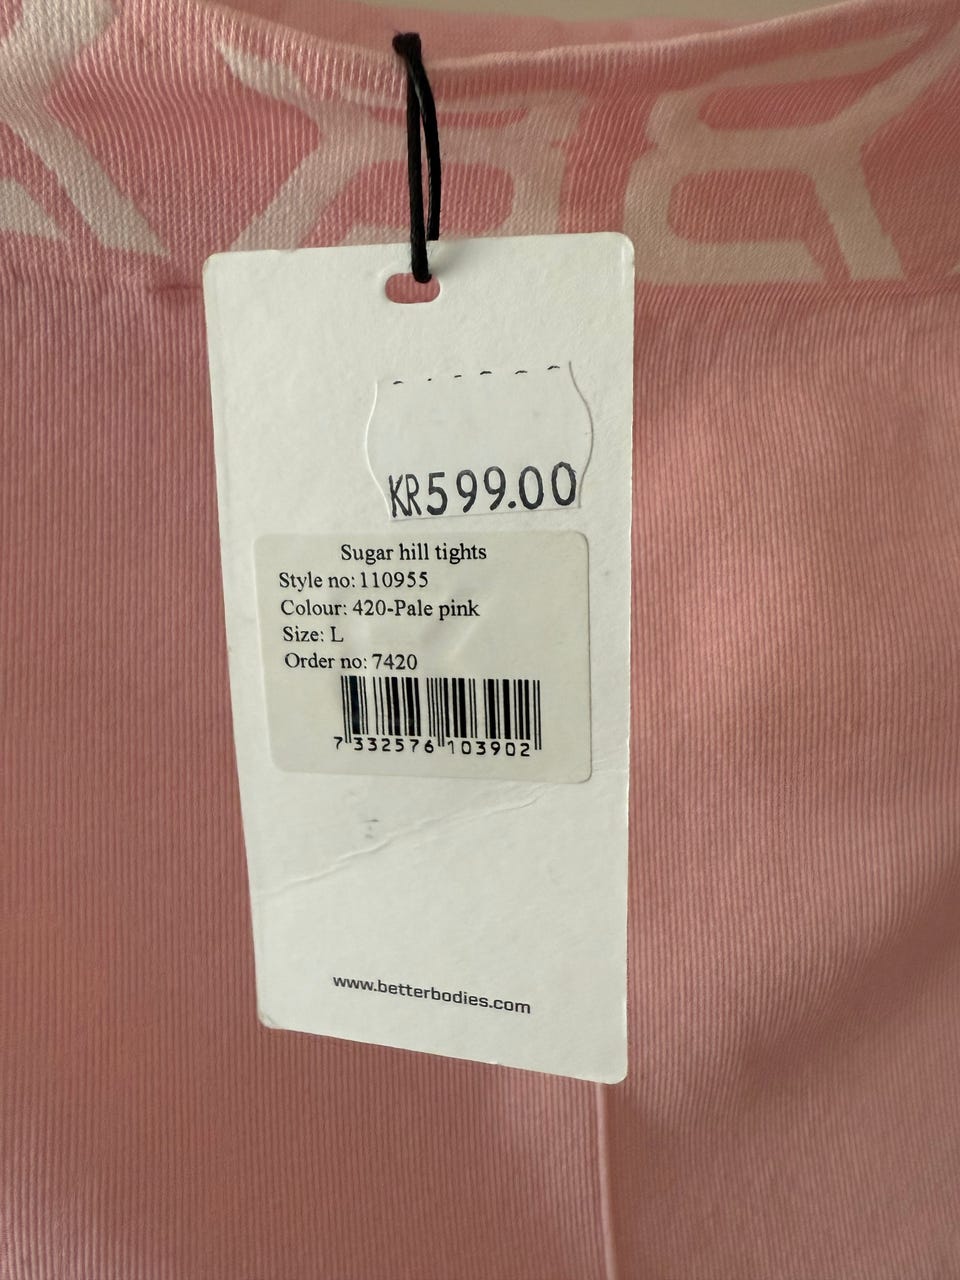 KR599.00
Sugar hill tights
Style no: 110955
Colour: 420-Pale pink
Size: L
Order no: 7420
7 332576 103902
www.betterbodies.com